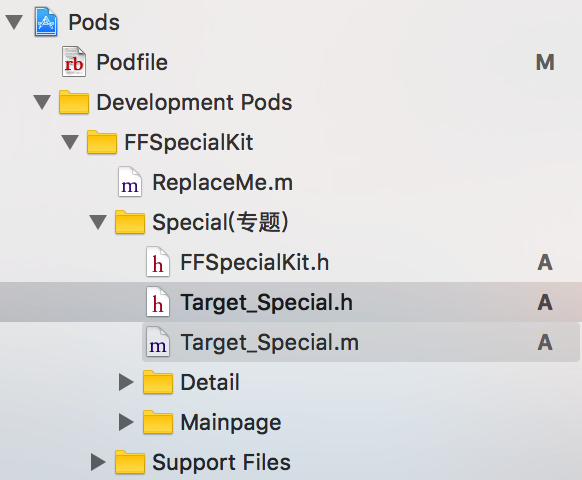 Pods
rb Podfile M
Development Pods
FFSpecialKit
m ReplaceMe.m
Special(专题)
h FFSpecialKit.h A
h Target_Special.h A
m Target_Special.m A
Detail
Mainpage
Support Files